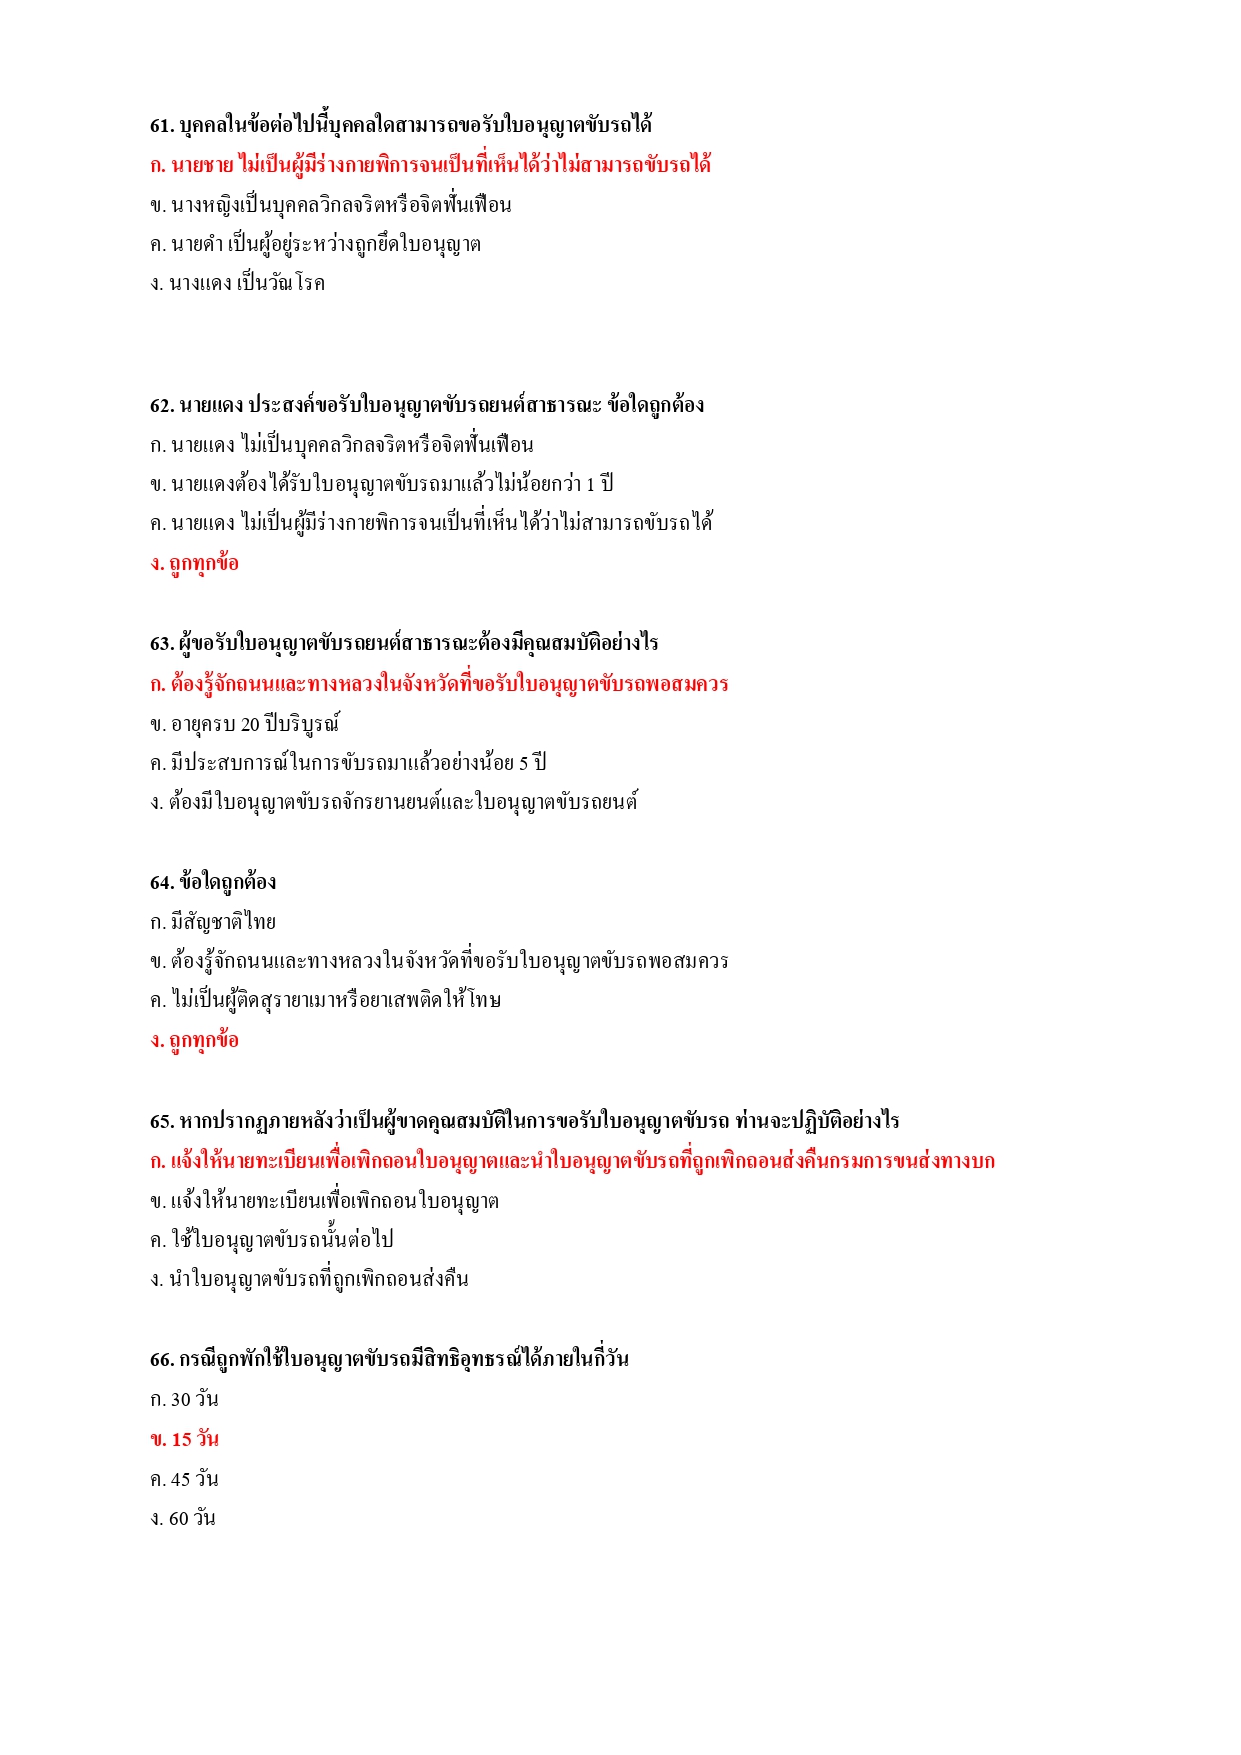 61. บุคคลในข้อต่อไปนี้บุคคลใดสามารถขอรับใบอนุญาตขับรถได้
ก. นายชาย ไม่เป็นผู้มีร่างกายพิการจนเป็นที่เห็นได้ว่าไม่สามารถขับรถได้
ข. นางหญิงเป็นบุคคลวิกลจริตหรือจิตฟั่นเฟือน
ค. นายดำ เป็นผู้อยู่ระหว่างถูกยึดใบอนุญาต
ง. นางแดง เป็นวัณโรค
62. นายแดง ประสงค์ขอรับใบอนุญาตขับรถยนต์สาธารณะ ข้อใดถูกต้อง
ก. นายแดง ไม่เป็นบุคคลวิกลจริตหรือจิตฟั่นเฟือน
ข. นายแดงต้องได้รับใบอนุญาตขับรถมาแล้วไม่น้อยกว่า 1 ปี
ค. นายแดง ไม่เป็นผู้มีร่างกายพิการจนเป็นที่เห็นได้ว่าไม่สามารถขับรถได้
ง. ถูกทุกข้อ
63. ผู้ขอรับใบอนุญาตขับรถยนต์สาธารณะต้องมีคุณสมบัติอย่างไร
ก. ต้องรู้จักถนนและทางหลวงในจังหวัดที่ขอรับใบอนุญาตขับรถพอสมควร
ข. อายุครบ 20 ปีบริบูรณ์
ค. มีประสบการณ์ในการขับรถมาแล้วอย่างน้อย 5 ปี
ง. ต้องมีใบอนุญาตขับรถจักรยานยนต์และใบอนุญาตขับรถยนต์
64. ข้อใดถูกต้อง
ก. มีสัญชาติไทย
ข. ต้องรู้จักถนนและทางหลวงในจังหวัดที่ขอรับใบอนุญาตขับรถพอสมควร
ค. ไม่เป็นผู้ติดสุรายาเมาหรือยาเสพติดให้โทษ
ง. ถูกทุกข้อ
65. หากปรากฏภายหลังว่าเป็นผู้ขาดคุณสมบัติในการขอรับใบอนุญาตขับรถ ท่านจะปฏิบัติอย่างไร
ก. แจ้งให้นายทะเบียนเพื่อเพิกถอนใบอนุญาตและนำใบอนุญาตขับรถที่ถูกเพิกถอนส่งคืนกรมการขนส่งทางบก
ข. แจ้งให้นายทะเบียนเพื่อเพิกถอนใบอนุญาต
ค. ใช้ใบอนุญาตขับรถนั้นต่อไป
ง. นำใบอนุญาตขับรถที่ถูกเพิกถอนส่งคืน
66. กรณีถูกพักใช้ใบอนุญาตขับรถมีสิทธิอุทธรณ์ได้ภายในกี่วัน
ก. 30 วัน
ข. 15 วัน
ค. 45 วัน
ง. 60 วัน